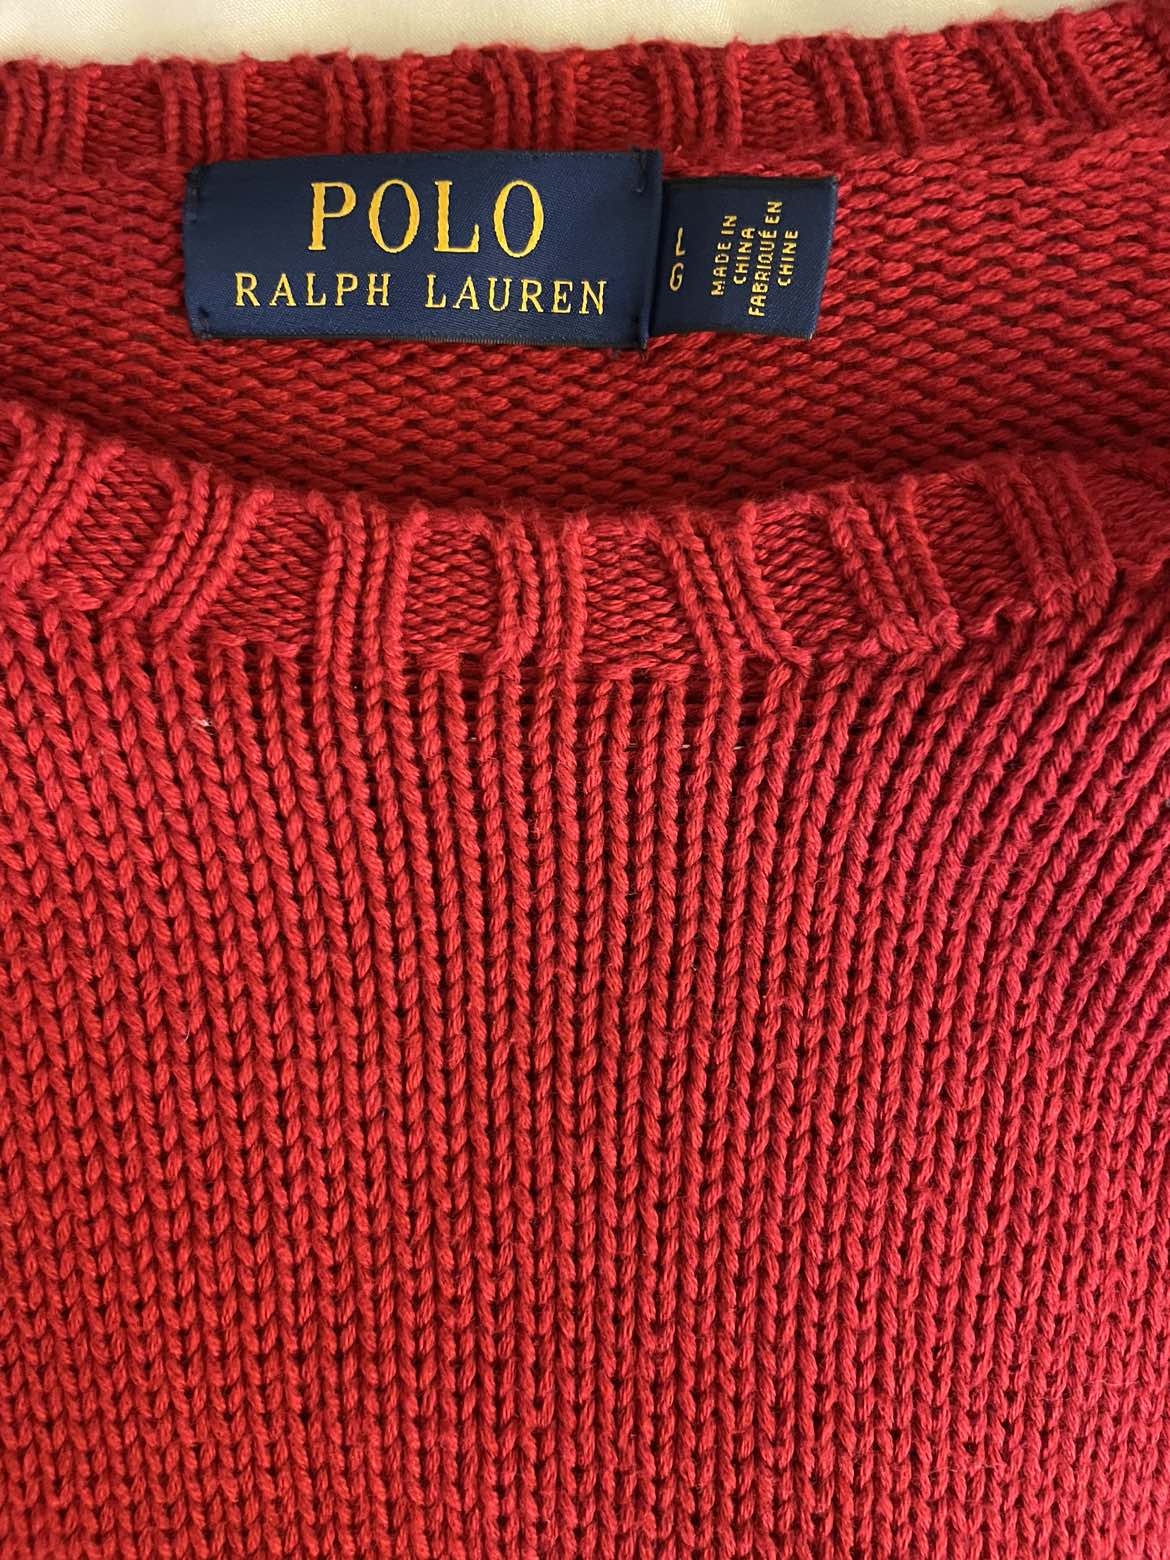 POLO
RALPH LAUREN
L
G
MADE IN
CHINA
FABRIQUÉ EN
CHINE